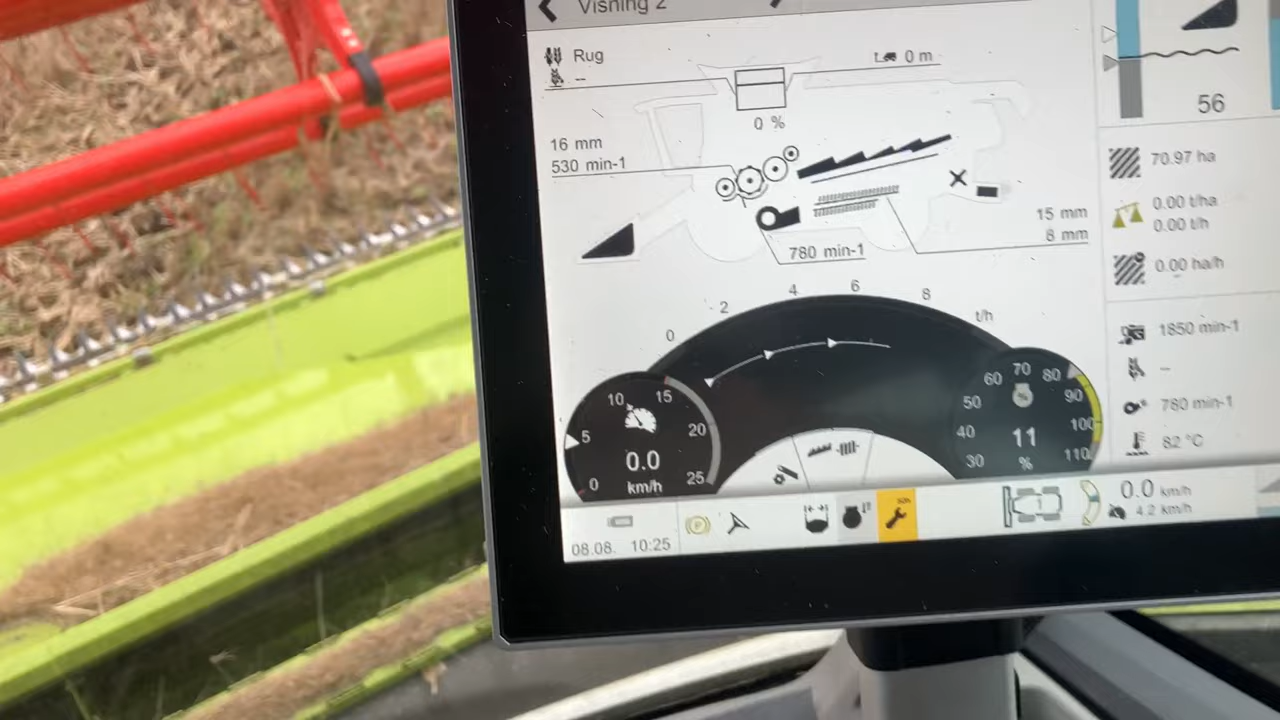 Visning 2
Rug
--
0 m
0 %
16 mm
530 min-1
15 mm
8 mm
780 min-1
56
70.97 ha
0.00 t/ha
0.00 t/h
0.00 ha/h
1850 min-1
--
780 min-1
82 °C
0 2 4 6 8 t/h
0 5 10 15 20 25
0.0
km/h
30 40 50 60 70 80 90 100 110
%
11
%
50h
08.08. 10:25
P
1
0.0 km/h
4.2 km/h